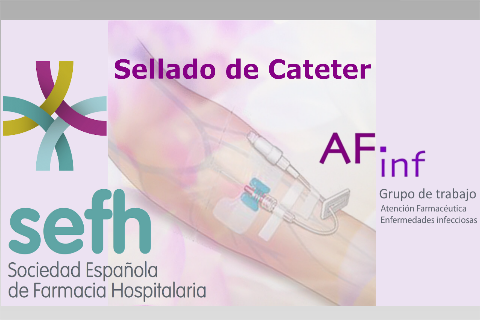 Sellado de Cateter
AFinf
Grupo de trabajo
Atención Farmacéutica
Enfermedades infecciosas
sefh
Sociedad Española
de Farmacia Hospitalaria